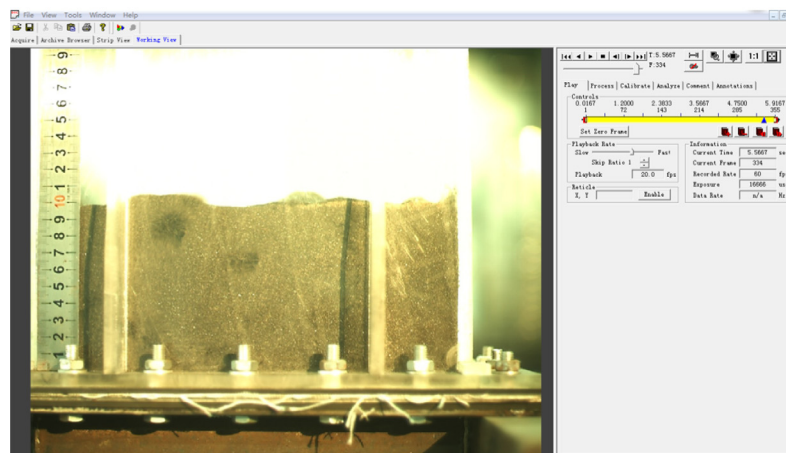 File View Tools Window Help
Acquire Archive Browser Strip View Working View
T:5.5667
F:334
1:1
Play Process Calibrate Analyze Comment Annotations
Controls
0.0167 1.2000 2.3833 3.5667 4.7500 5.9167
1 72 143 214 285 355
Set Zero Frame
Playback Rate
Slow Fast
Skip Ratio 1
Playback 20.0 fps
Reticle
X, Y Enable
Information
Current Time 5.5667
Current Frame 334
Recorded Rate 60
Exposure 16666
Data Rate n/a
9
8
7
6
5
4
3
2
1
10
9
8
7
6
5
4
3
2
1